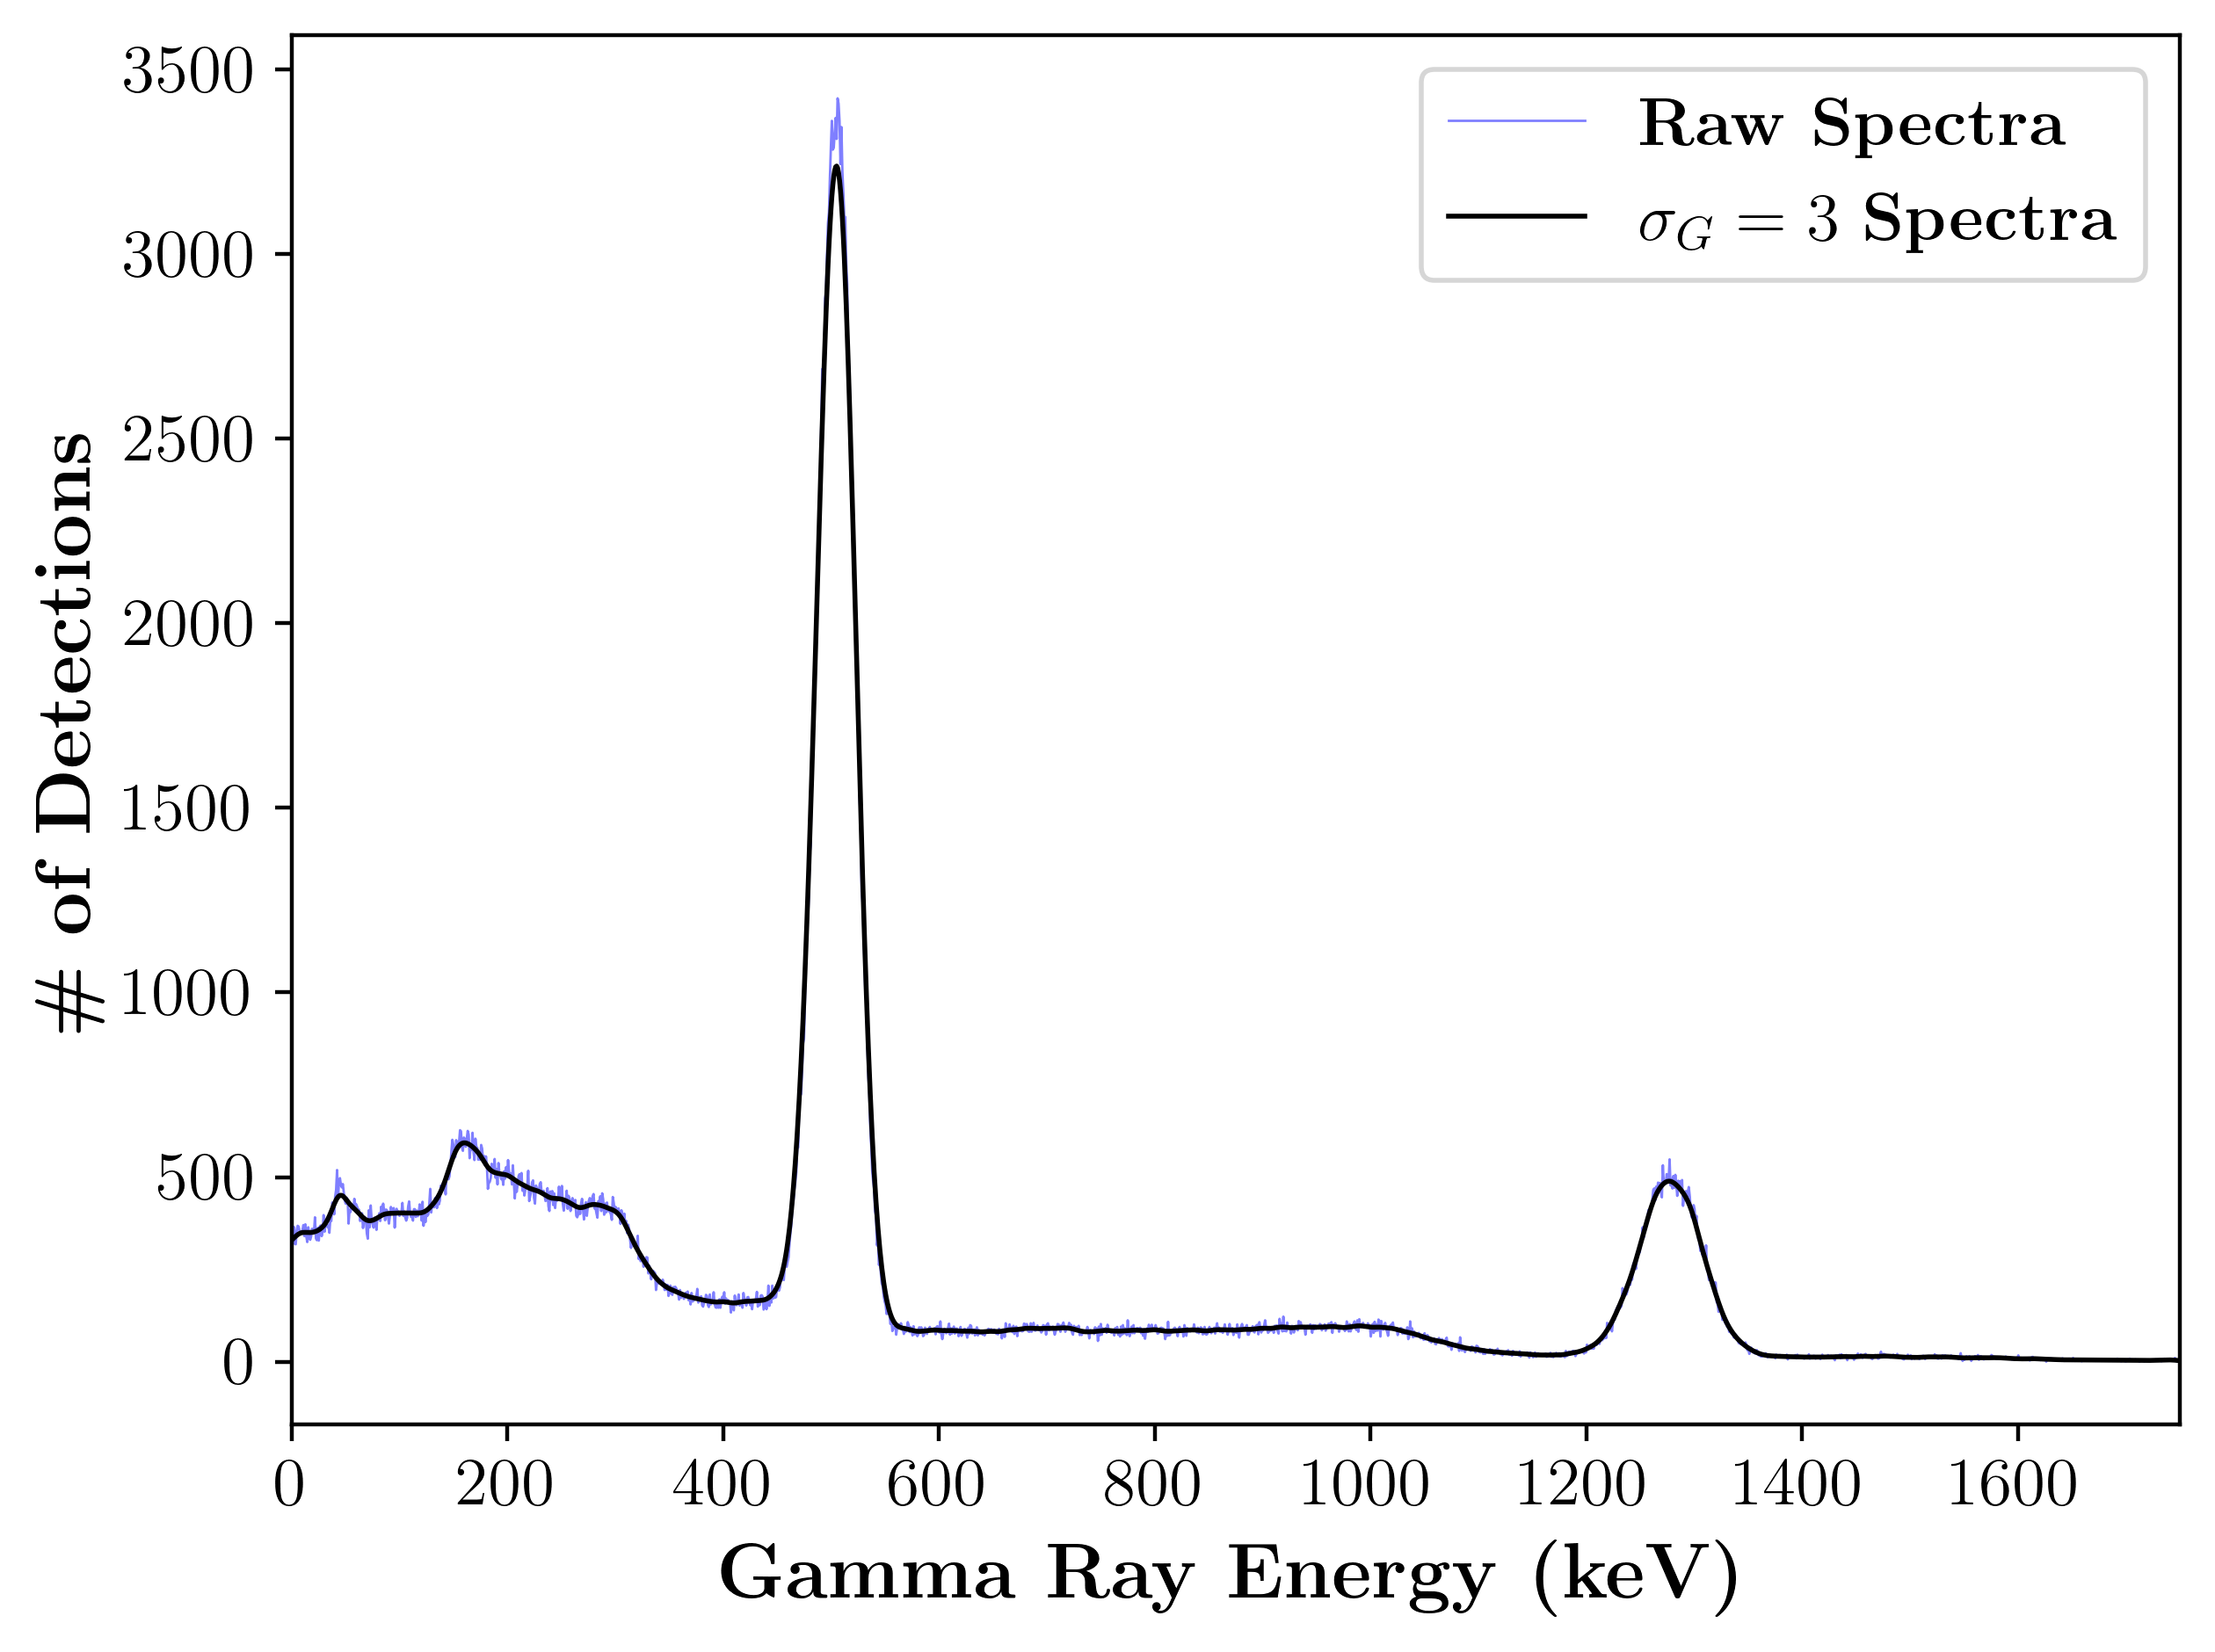 3500
3000
2500
2000
1500
1000
500
0
# of Detections
Raw Spectra
σ_G = 3 Spectra
0 200 400 600 800 1000 1200 1400 1600
Gamma Ray Energy (keV)